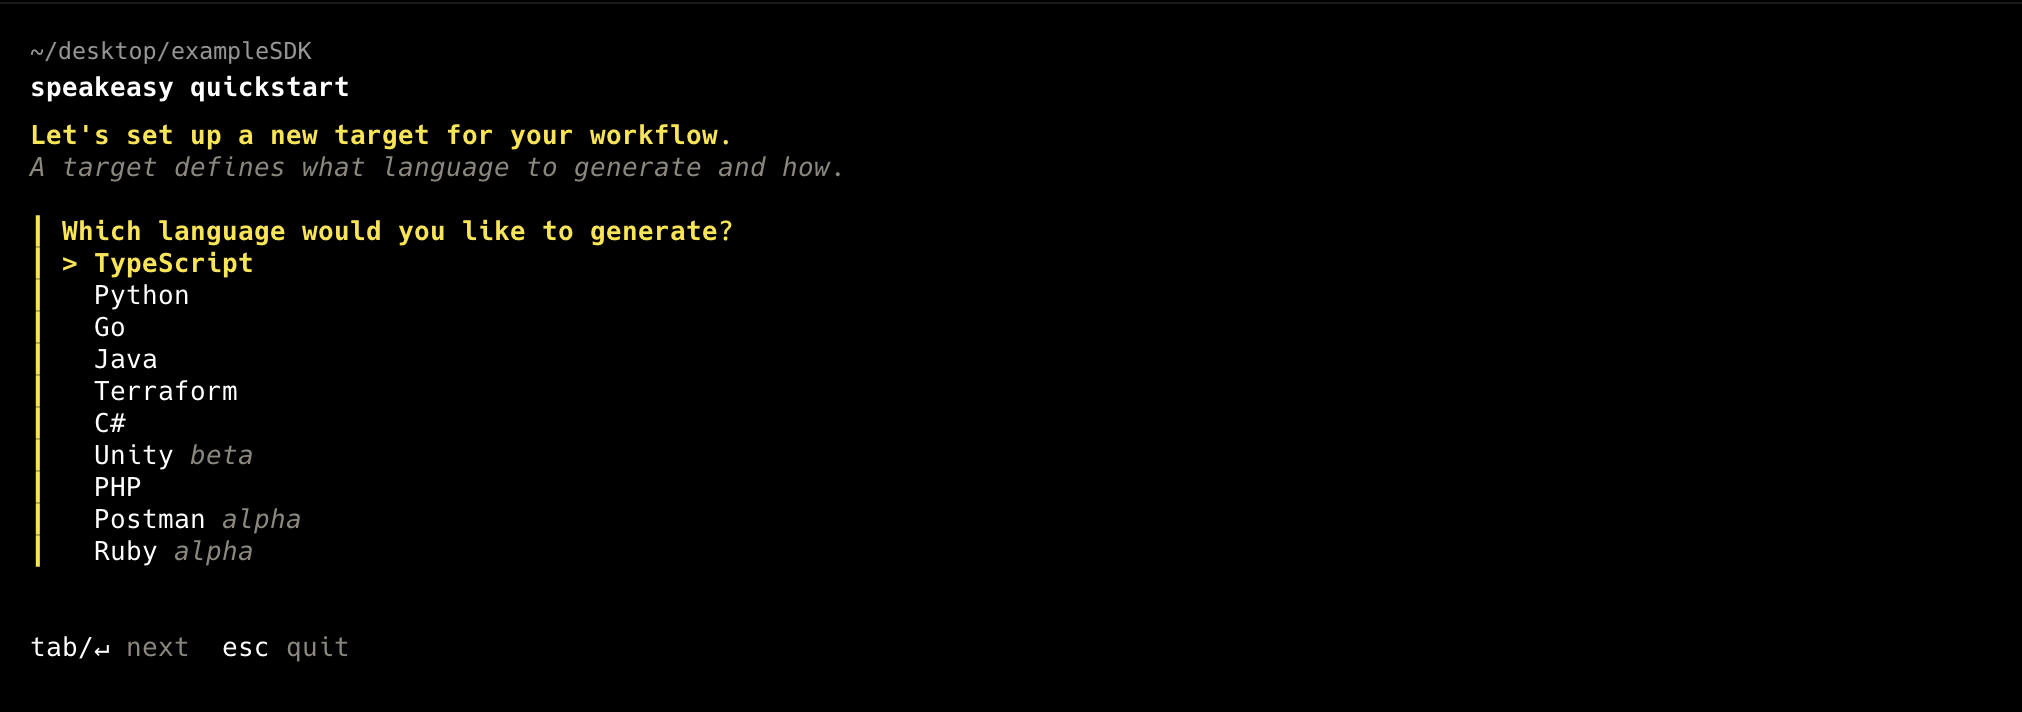 ~/desktop/exampleSDK
speakeasy quickstart
Let's set up a new target for your workflow.
A target defines what language to generate and how.
Which language would you like to generate?
> TypeScript
Python
Go
Java
Terraform
C#
Unity beta
PHP
Postman alpha
Ruby alpha
tab/↵ next  esc quit